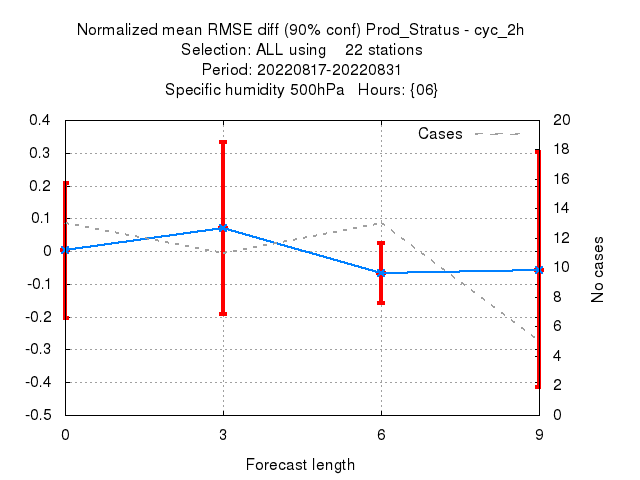 Normalized mean RMSE diff (90% conf) Prod_Stratus - cyc_2h
Selection: ALL using 22 stations
Period: 20220817-20220831
Specific humidity 500hPa Hours: {06}
Cases
0.4
0.3
0.2
0.1
0
-0.1
-0.2
-0.3
-0.4
-0.5
20
18
16
14
12
10
8
6
4
2
0
No cases
0 3 6 9
Forecast length